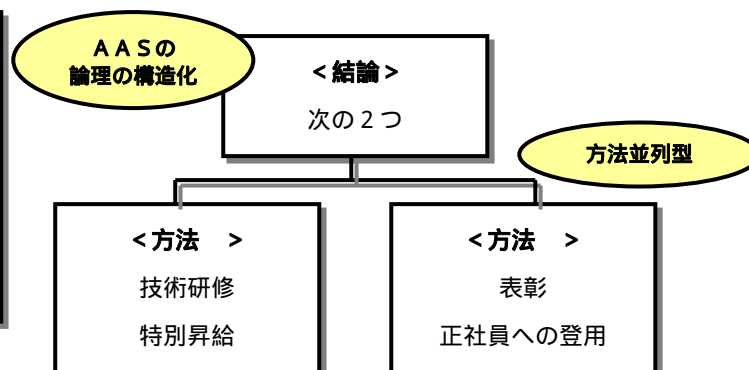 ＡＡＳの
論理の構造化
＜結論＞
次の２つ
方法並列型
＜方法　＞
技術研修
特別昇給
＜方法　＞
表彰
正社員への登用